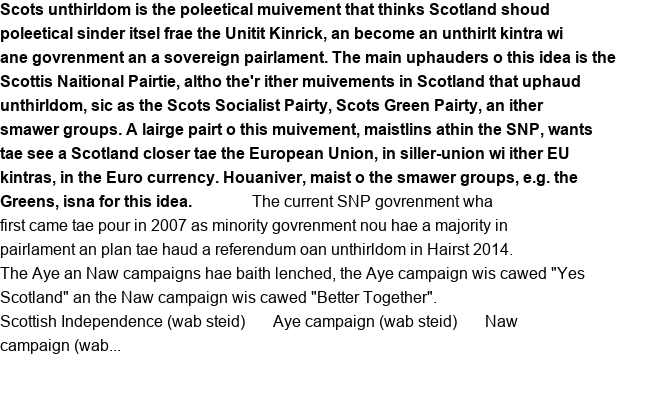 Scots unthirldom is the poleetical muivement that thinks Scotland shoud
poleetical sinder itsel frae the Unitit Kinrick, an become an unthirlt kintra wi
ane govrenment an a sovereign pairlament. The main uphauders o this idea is the
Scottis Naitional Pairtie, altho the'r ither muivements in Scotland that uphaud
unthirldom, sic as the Scots Socialist Pairty, Scots Green Pairty, an ither
smawer groups. A lairge pairt o this muivement, maistlins athin the SNP, wants
tae see a Scotland closer tae the European Union, in siller-union wi ither EU
kintras, in the Euro currency. Houaniver, maist o the smawer groups, e.g. the
Greens, isna for this idea. The current SNP govrenment wha
first came tae pour in 2007 as minority govrenment nou hae a majority in
pairlament an plan tae haud a referendum oan unthirldom in Hairst 2014.
The Aye an Naw campaigns hae baith lenched, the Aye campaign wis cawed "Yes
Scotland" an the Naw campaign wis cawed "Better Together".
Scottish Independence (wab steid) Aye campaign (wab steid) Naw
campaign (wab...